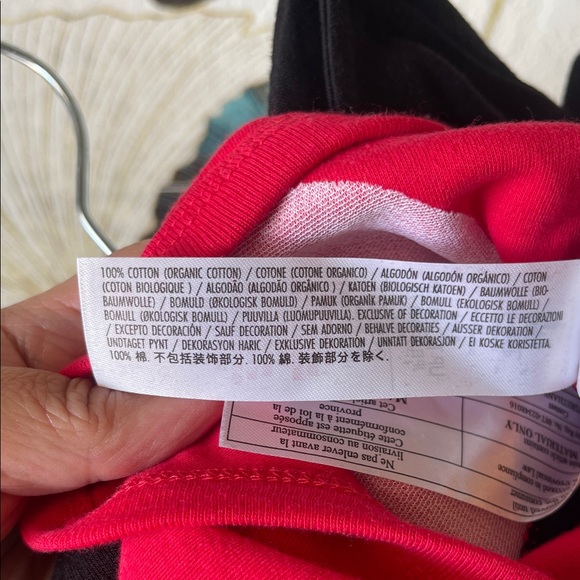 100% COTTON (ORGANIC COTTON) / COTONE (COTONE ORGANICO) / ALGODÓN (ALGODÓN ORGÁNICO) / COTON
(COTON BIOLOGIQUE ) / ALGODÃO (ALGODÃO ORGÂNICO ) / KATOEN (BIOLOGISCH KATOEN) / BAUMWOLLE (BIO-
BAUMWOLLE) / BOMULD (ØKOLOGISK BOMULD) / PAMUK (ORGANİK PAMUK) / BOMULL (EKOLOGISK BOMULL) /
BOMULL (ØKOLOGISK BOMULL) / PUUVILLA (LUOMUPUUVILLA). EXCLUSIVE OF DECORATION / ECCETTO LE DECORAZIONI
/ EXCEPTO DECORACIÓN / SAUF DECORATION / SEM ADORNO / BEHALVE DECORATIES / AUSSER DEKORATION /
UNDTAGET PYNT / DEKORASYON HARİC / EXKLUSIVE DEKORATION / UNNTATT DEKORASJON / EI KOSKE KORISTETTA.
100% 棉. 不包括装饰部分. 100% 綿. 装飾部分を除く.
Ne pas enlever avant la
livraison au consommateur
Cette étiquette est apposée
conformément à la loi de la
province
MATERIAL ONLY